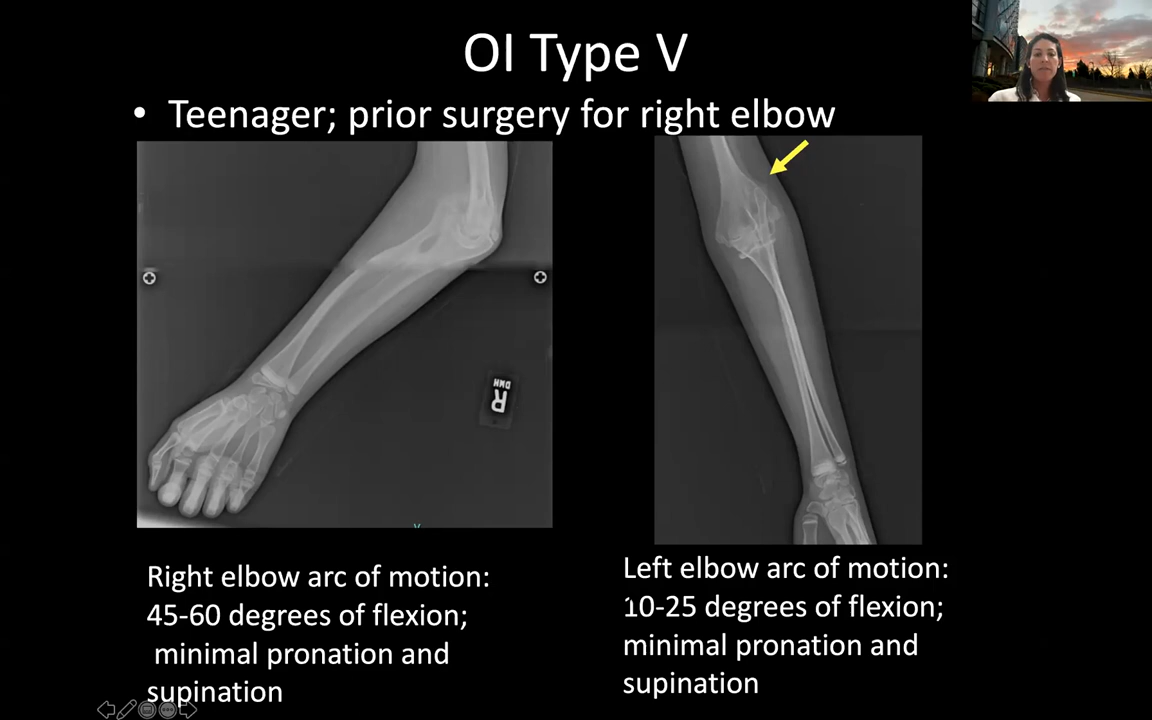 OI Type V
• Teenager; prior surgery for right elbow
R
DMH
Right elbow arc of motion:
45-60 degrees of flexion;
minimal pronation and
supination
Left elbow arc of motion:
10-25 degrees of flexion;
minimal pronation and
supination